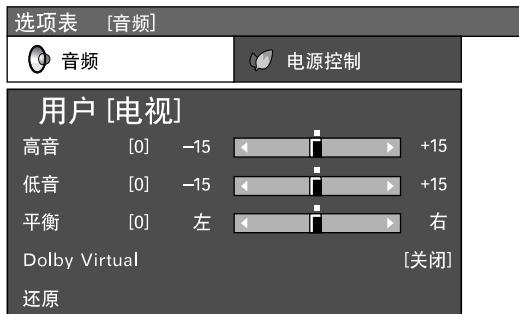 选项表 [音频]
音频 电源控制
用户 [电视]
高音 [0] –15 +15
低音 [0] –15 +15
平衡 [0] 左 右
Dolby Virtual [关闭]
还原